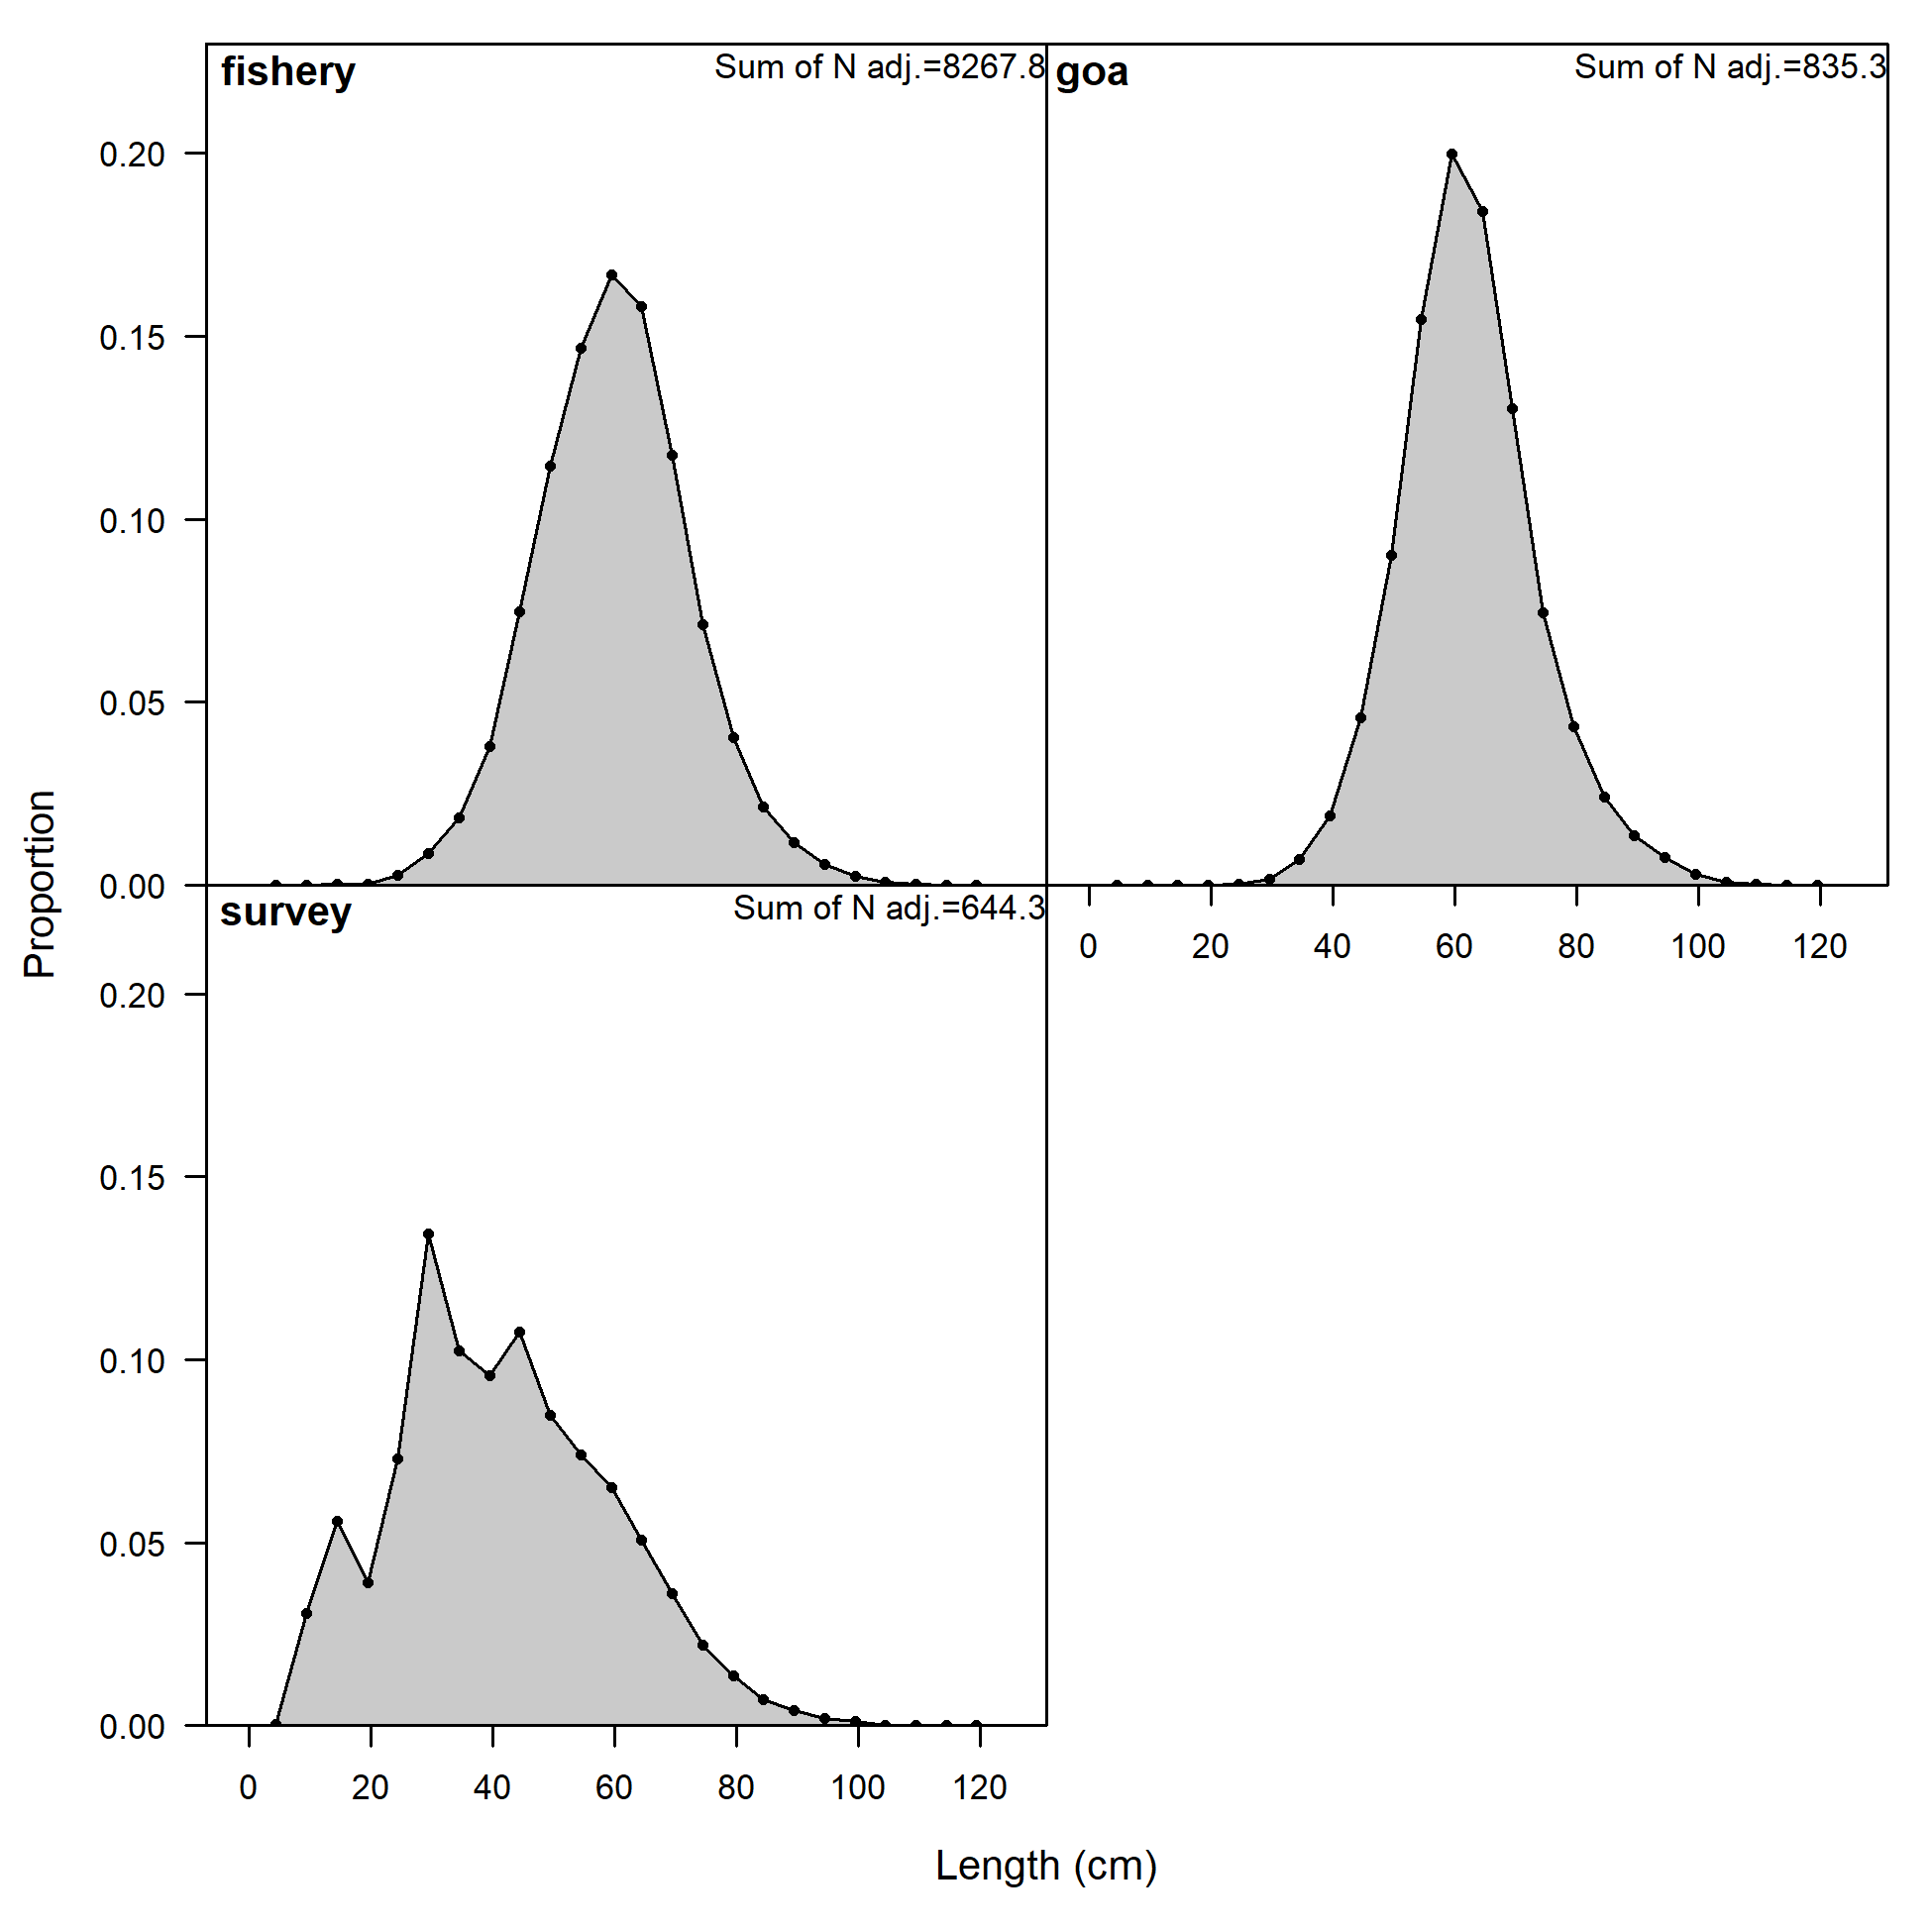 fishery
Sum of N adj.=8267.8
goa
Sum of N adj.=835.3
0.20
0.15
0.10
0.05
0.00
0 20 40 60 80 100 120
survey
Sum of N adj.=644.3
0.20
0.15
0.10
0.05
0.00
0 20 40 60 80 100 120
Proportion
Length (cm)